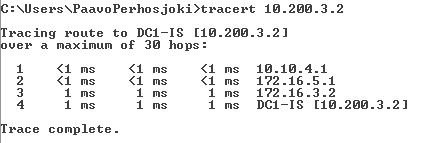 C:\Users\PaavoPerhosjoki>tracert 10.200.3.2
Tracing route to DC1-IS [10.200.3.2]
over a maximum of 30 hops:
1 <1 ms <1 ms <1 ms 10.10.4.1
2 <1 ms <1 ms <1 ms 172.16.5.1
3 1 ms 1 ms 1 ms 172.16.3.2
4 1 ms 1 ms 1 ms DC1-IS [10.200.3.2]
Trace complete.